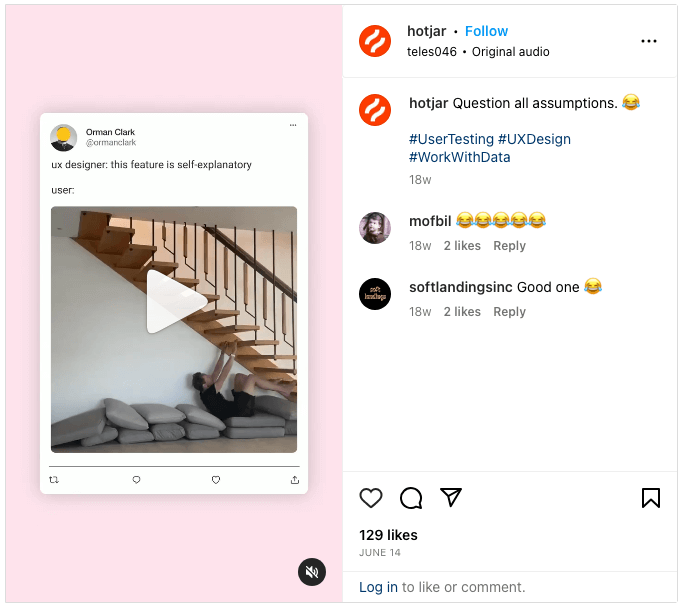 Orman Clark
@ormanclark
ux designer: this feature is self-explanatory
user:
hotjar • Follow
teles046 • Original audio
hotjar Question all assumptions. 😂
#UserTesting #UXDesign
#WorkWithData
18w
mofbil 😂😂😂😂😂
18w 2 likes Reply
softlandingsinc Good one 😂
soft
landings
18w 2 likes Reply
129 likes
JUNE 14
Log in to like or comment.